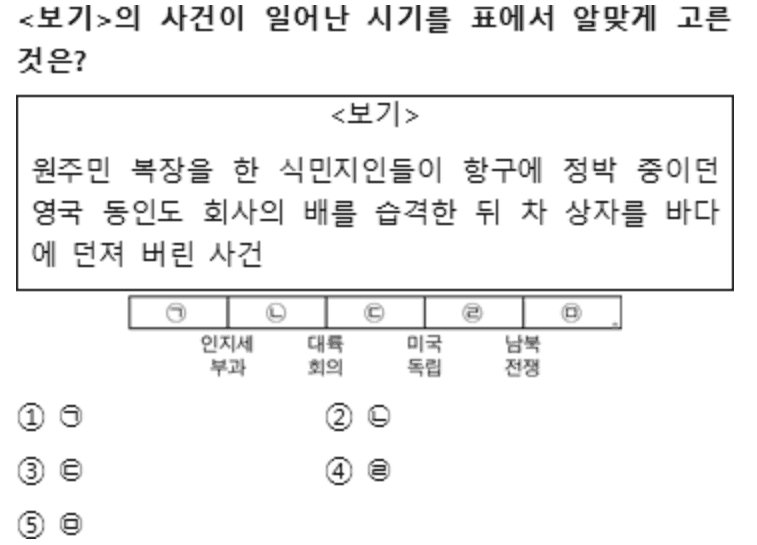 <보기>의 사건이 일어난 시기를 표에서 알맞게 고른
것은?
<보기>
원주민 복장을 한 식민지인들이 항구에 정박 중이던
영국 동인도 회사의 배를 습격한 뒤 차 상자를 바다
에 던져 버린 사건
㉠ ㉡ ㉢ ㉣ ㉤
인지세 대륙 미국 남북
부과 회의 독립 전쟁
① ㉠ ② ㉡
③ ㉢ ④ ㉣
⑤ ㉤